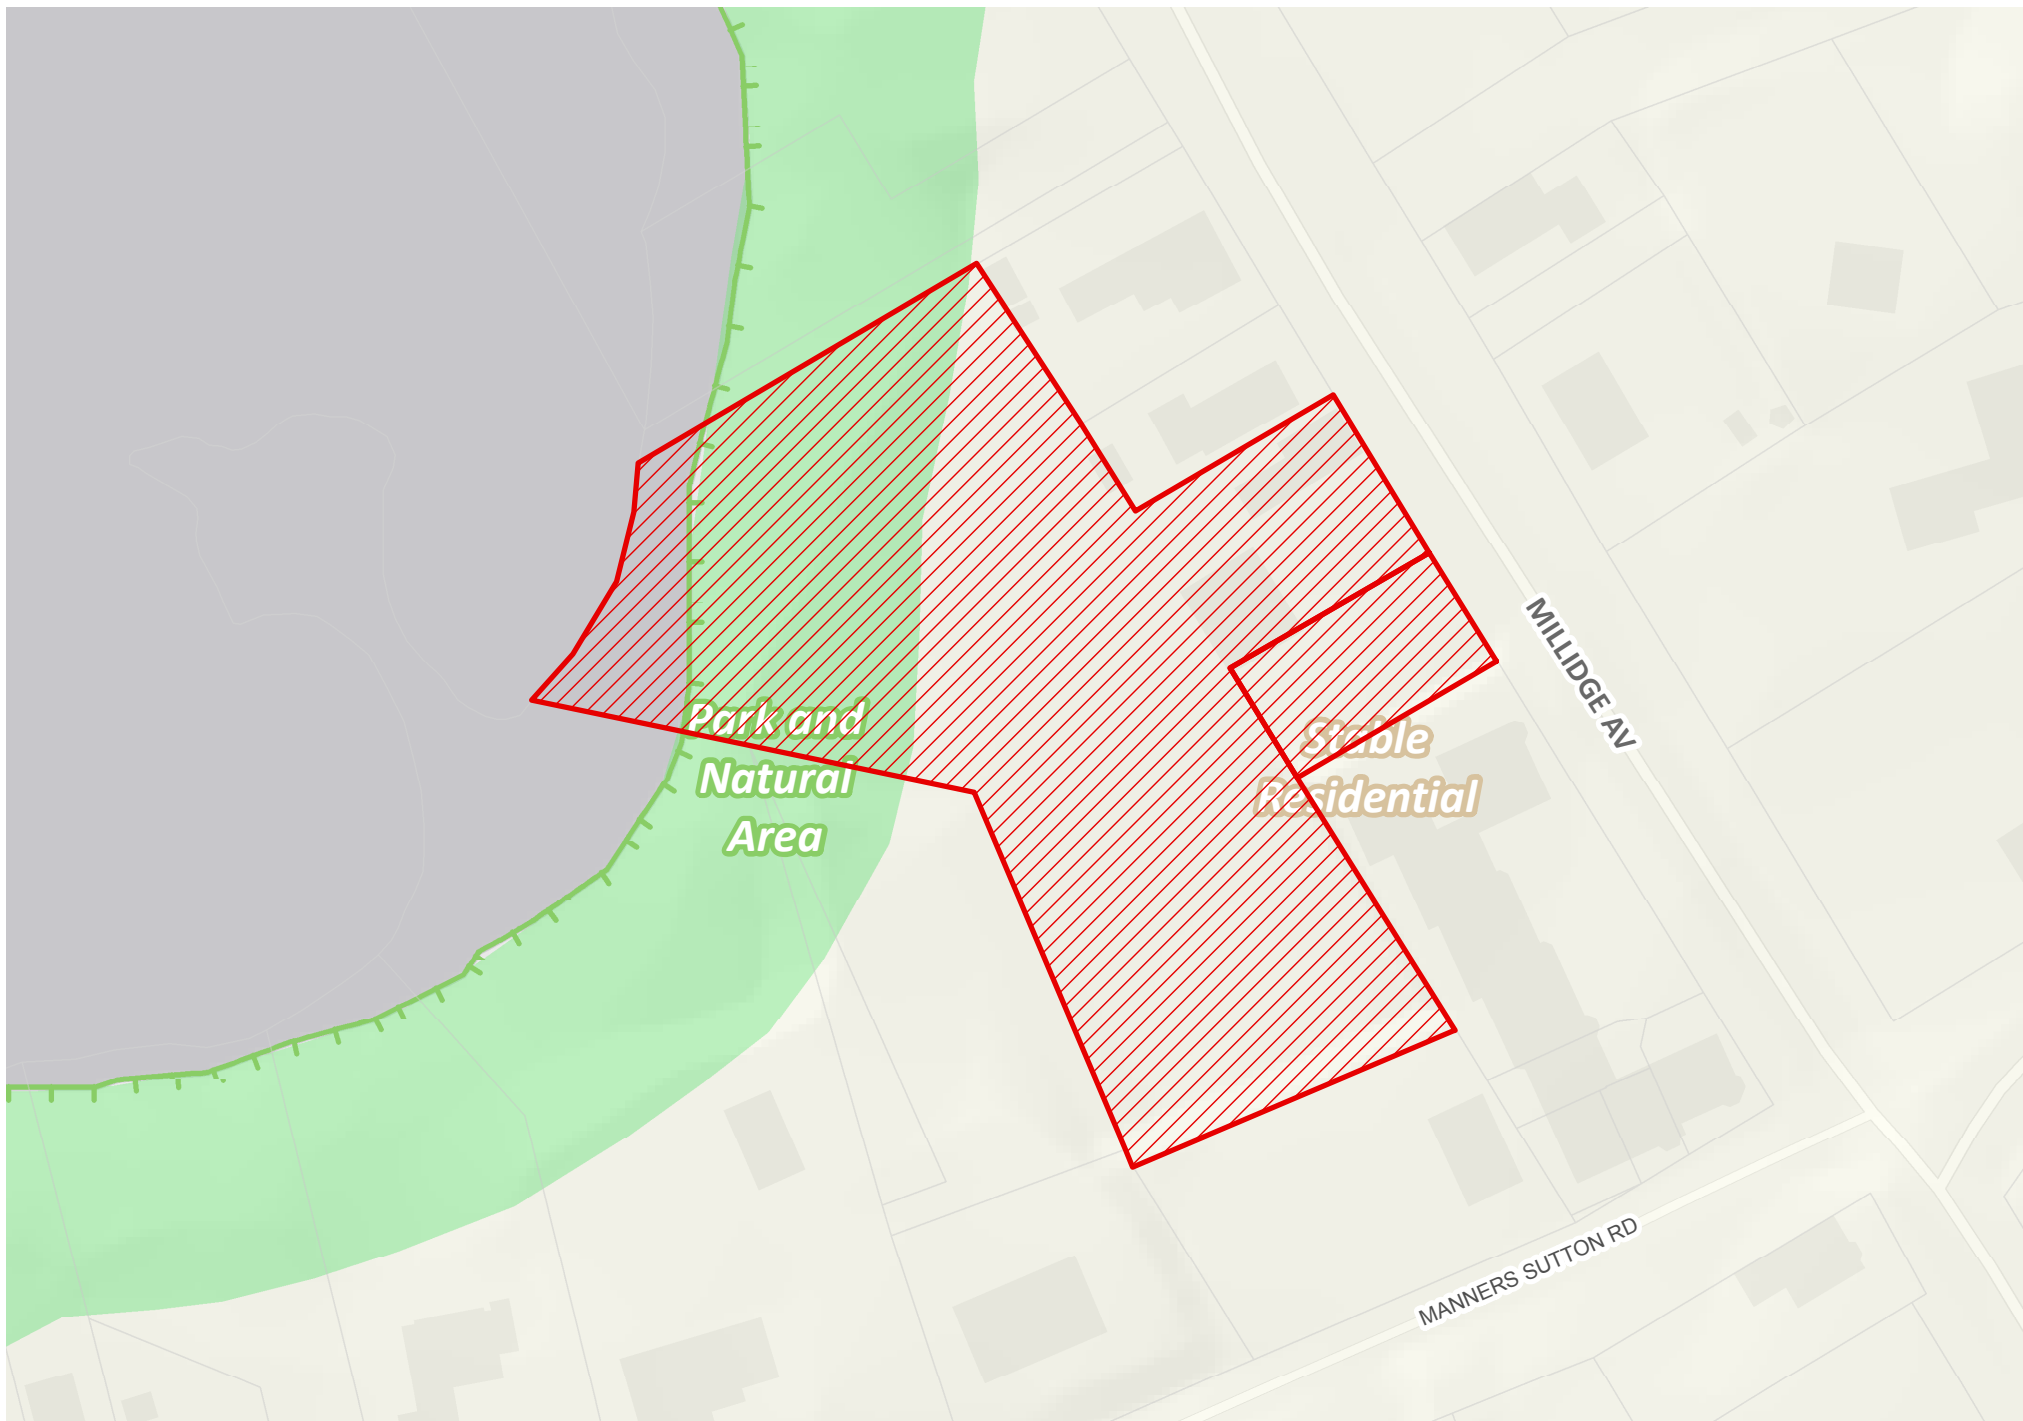 MILLIDGE AV
Park and
Natural
Area
Stable
Residential
MANNERS SUTTON RD